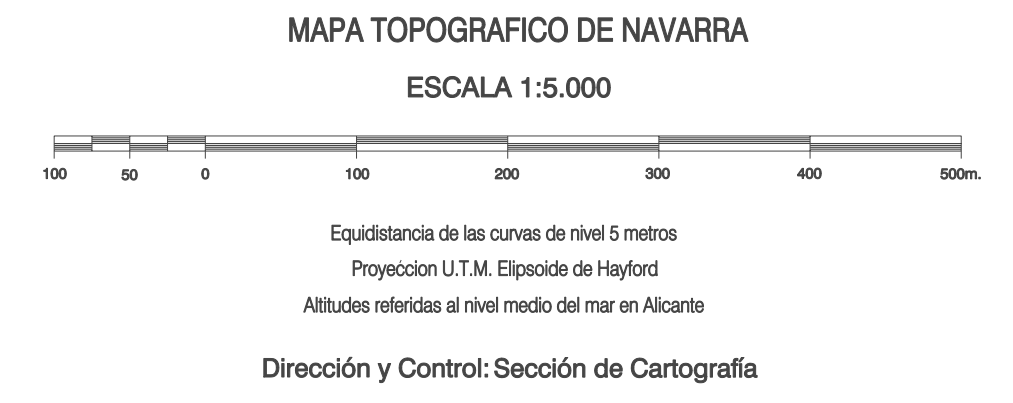 MAPA TOPOGRAFICO DE NAVARRA
ESCALA 1:5.000
100 50 0 100 200 300 400 500m.
Equidistancia de las curvas de nivel 5 metros
Proyeććion U.T.M. Elipsoide de Hayford
Altitudes referidas al nivel medio del mar en Alicante
Dirección y Control: Sección de Cartografía